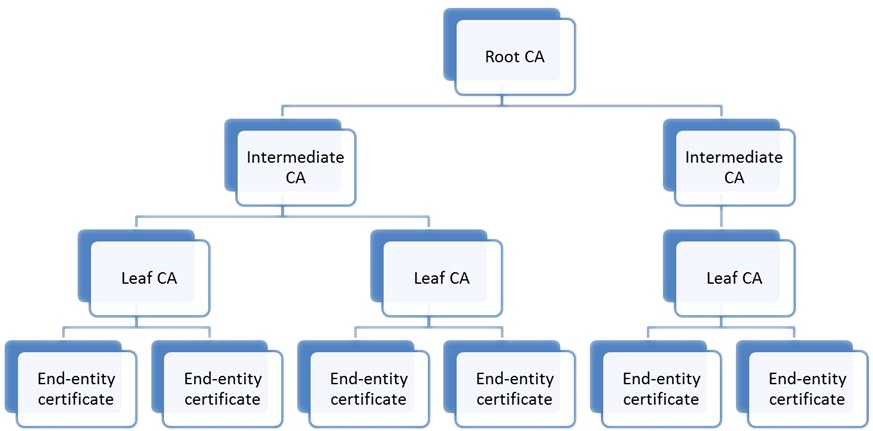 Root CA
Intermediate
CA
Intermediate
CA
Leaf CA
Leaf CA
Leaf CA
End-entity
certificate
End-entity
certificate
End-entity
certificate
End-entity
certificate
End-entity
certificate
End-entity
certificate